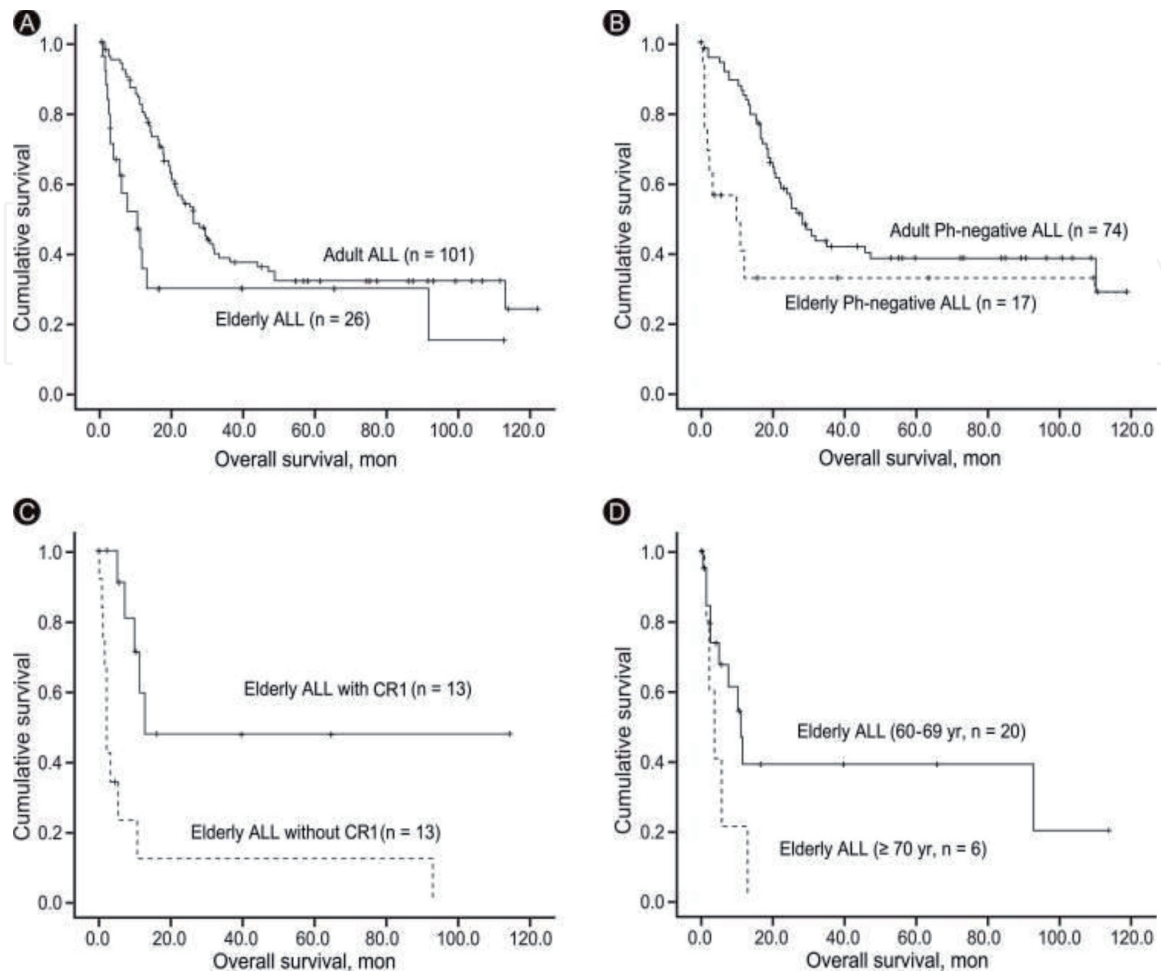 A
Cumulative survival
1.0
0.8
0.6
0.4
0.2
0.0
Adult ALL (n = 101)
Elderly ALL (n = 26)
0.0 20.0 40.0 60.0 80.0 100.0 120.0
Overall survival, mon
B
Cumulative survival
1.0
0.8
0.6
0.4
0.2
0.0
Adult Ph-negative ALL (n = 74)
Elderly Ph-negative ALL (n = 17)
0.0 20.0 40.0 60.0 80.0 100.0 120.0
Overall survival, mon
C
Cumulative survival
1.0
0.8
0.6
0.4
0.2
0.0
Elderly ALL with CR1 (n = 13)
Elderly ALL without CR1 (n = 13)
0.0 20.0 40.0 60.0 80.0 100.0 120.0
Overall survival, mon
D
Cumulative survival
1.0
0.8
0.6
0.4
0.2
0.0
Elderly ALL (60-69 yr, n = 20)
Elderly ALL (≥ 70 yr, n = 6)
0.0 20.0 40.0 60.0 80.0 100.0 120.0
Overall survival, mon